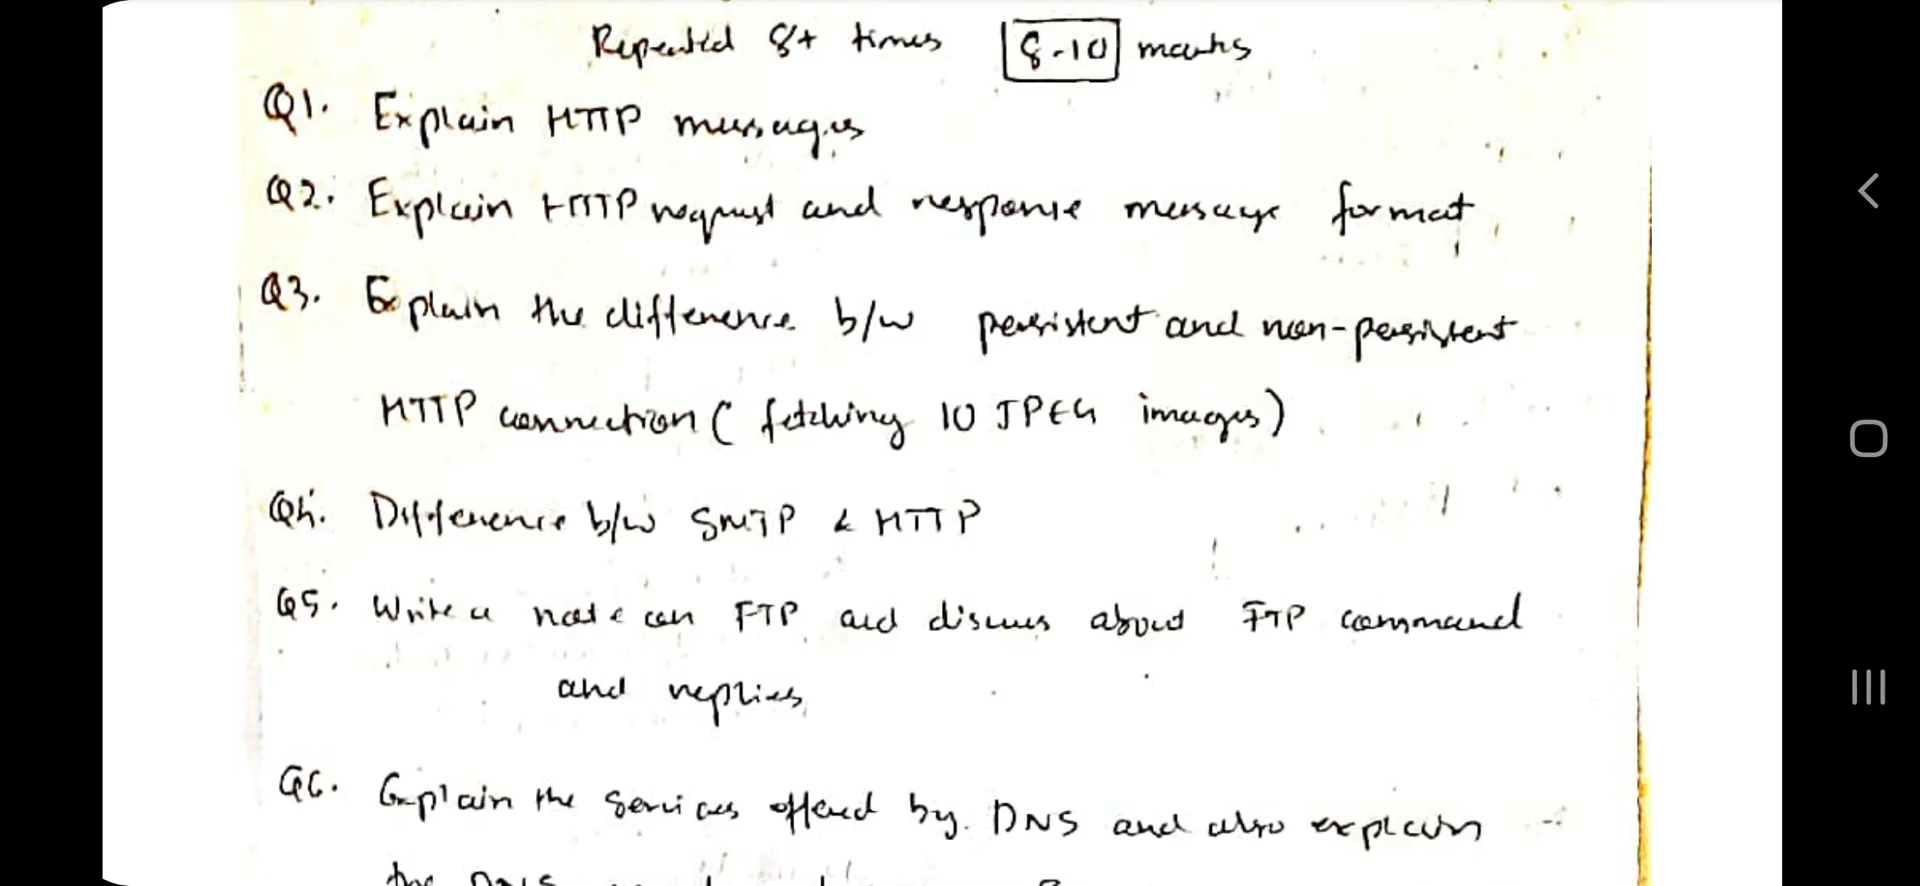 Repeated 8+ times 8-10 marks
Q1. Explain HTTP messages
Q2. Explain HTTP request and response message format
Q3. Explain the difference b/w persistent and non-persistent
HTTP connection ( fetching 10 JPEG images)
Q4. Difference b/w SMTP & HTTP
Q5. Write a note on FTP and discuss about FTP command
and replies
Q6. Explain the services offered by DNS and also explain
the DNS